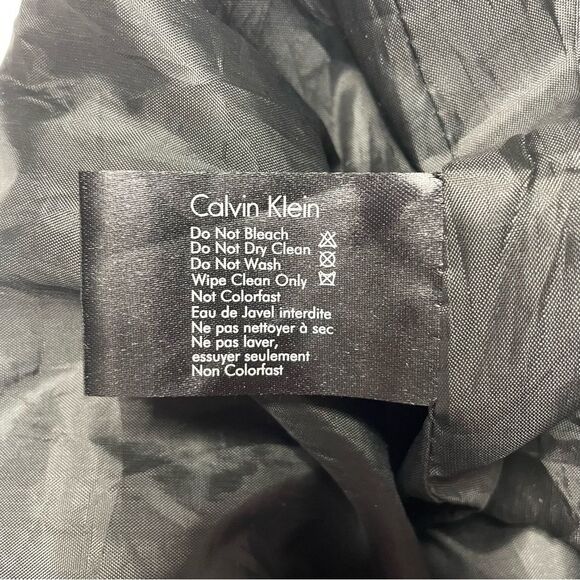 Calvin Klein
Do Not Bleach
Do Not Dry Clean
Do Not Wash
Wipe Clean Only
Not Colorfast
Eau de Javel interdite
Ne pas nettoyer à sec
Ne pas laver,
essuyer seulement
Non Colorfast